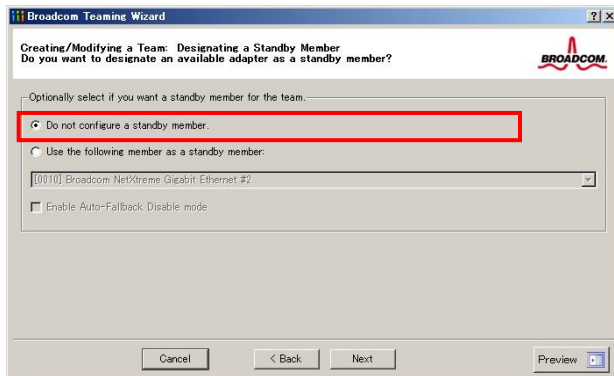 Broadcom Teaming Wizard
Creating/Modifying a Team: Designating a Standby Member
Do you want to designate an available adapter as a standby member?
BROADCOM.
Optionally select if you want a standby member for the team.
Do not configure a standby member.
Use the following member as a standby member:
[0010] Broadcom NetXtreme Gigabit Ethernet #2
Enable Auto-Fallback Disable mode
Cancel
< Back
Next
Preview